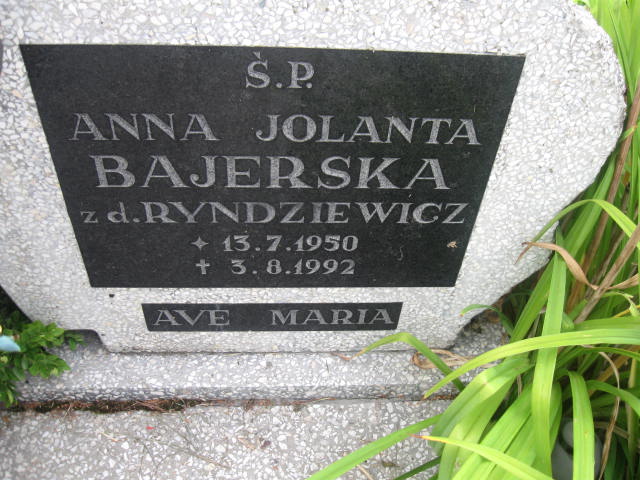 Ś.P.
ANNA JOLANTA
BAJERSKA
z d. RYNDZIEWICZ
✦ 13.7.1950
✝ 3.8.1992
AVE MARIA